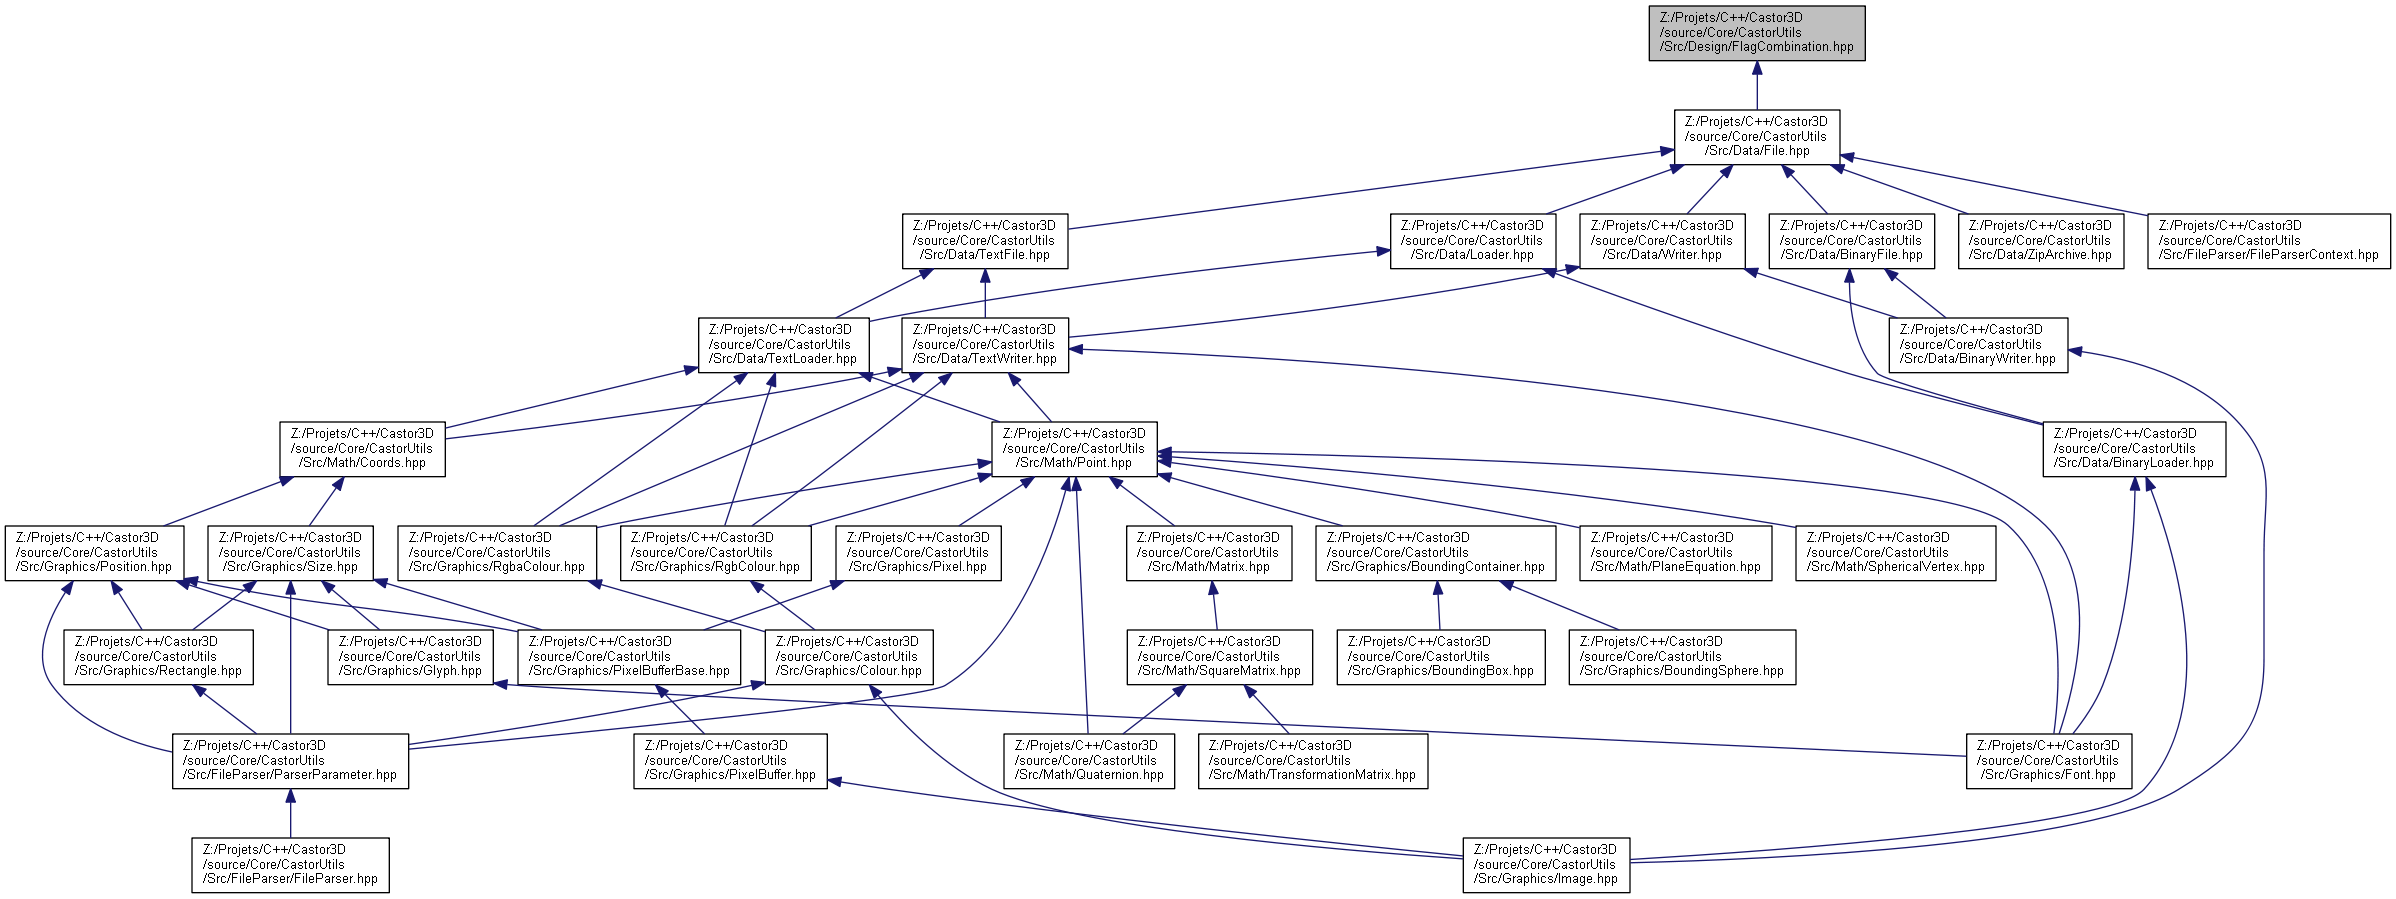 Z:/Projets/C++/Castor3D
/source/Core/CastorUtils
/Src/Design/FlagCombination.hpp
Z:/Projets/C++/Castor3D
/source/Core/CastorUtils
/Src/Data/File.hpp
Z:/Projets/C++/Castor3D
/source/Core/CastorUtils
/Src/Data/TextFile.hpp
Z:/Projets/C++/Castor3D
/source/Core/CastorUtils
/Src/Data/Loader.hpp
Z:/Projets/C++/Castor3D
/source/Core/CastorUtils
/Src/Data/Writer.hpp
Z:/Projets/C++/Castor3D
/source/Core/CastorUtils
/Src/Data/BinaryFile.hpp
Z:/Projets/C++/Castor3D
/source/Core/CastorUtils
/Src/Data/ZipArchive.hpp
Z:/Projets/C++/Castor3D
/source/Core/CastorUtils
/Src/FileParser/FileParserContext.hpp
Z:/Projets/C++/Castor3D
/source/Core/CastorUtils
/Src/Data/TextLoader.hpp
Z:/Projets/C++/Castor3D
/source/Core/CastorUtils
/Src/Data/TextWriter.hpp
Z:/Projets/C++/Castor3D
/source/Core/CastorUtils
/Src/Data/BinaryWriter.hpp
Z:/Projets/C++/Castor3D
/source/Core/CastorUtils
/Src/Math/Coords.hpp
Z:/Projets/C++/Castor3D
/source/Core/CastorUtils
/Src/Math/Point.hpp
Z:/Projets/C++/Castor3D
/source/Core/CastorUtils
/Src/Data/BinaryLoader.hpp
Z:/Projets/C++/Castor3D
/source/Core/CastorUtils
/Src/Graphics/Position.hpp
Z:/Projets/C++/Castor3D
/source/Core/CastorUtils
/Src/Graphics/Size.hpp
Z:/Projets/C++/Castor3D
/source/Core/CastorUtils
/Src/Graphics/RgbaColour.hpp
Z:/Projets/C++/Castor3D
/source/Core/CastorUtils
/Src/Graphics/RgbColour.hpp
Z:/Projets/C++/Castor3D
/source/Core/CastorUtils
/Src/Graphics/Pixel.hpp
Z:/Projets/C++/Castor3D
/source/Core/CastorUtils
/Src/Math/Matrix.hpp
Z:/Projets/C++/Castor3D
/source/Core/CastorUtils
/Src/Graphics/BoundingContainer.hpp
Z:/Projets/C++/Castor3D
/source/Core/CastorUtils
/Src/Math/PlaneEquation.hpp
Z:/Projets/C++/Castor3D
/source/Core/CastorUtils
/Src/Math/SphericalVertex.hpp
Z:/Projets/C++/Castor3D
/source/Core/CastorUtils
/Src/Graphics/Rectangle.hpp
Z:/Projets/C++/Castor3D
/source/Core/CastorUtils
/Src/Graphics/Glyph.hpp
Z:/Projets/C++/Castor3D
/source/Core/CastorUtils
/Src/Graphics/PixelBufferBase.hpp
Z:/Projets/C++/Castor3D
/source/Core/CastorUtils
/Src/Graphics/Colour.hpp
Z:/Projets/C++/Castor3D
/source/Core/CastorUtils
/Src/Math/SquareMatrix.hpp
Z:/Projets/C++/Castor3D
/source/Core/CastorUtils
/Src/Graphics/BoundingBox.hpp
Z:/Projets/C++/Castor3D
/source/Core/CastorUtils
/Src/Graphics/BoundingSphere.hpp
Z:/Projets/C++/Castor3D
/source/Core/CastorUtils
/Src/FileParser/ParserParameter.hpp
Z:/Projets/C++/Castor3D
/source/Core/CastorUtils
/Src/Graphics/PixelBuffer.hpp
Z:/Projets/C++/Castor3D
/source/Core/CastorUtils
/Src/Math/Quaternion.hpp
Z:/Projets/C++/Castor3D
/source/Core/CastorUtils
/Src/Math/TransformationMatrix.hpp
Z:/Projets/C++/Castor3D
/source/Core/CastorUtils
/Src/Graphics/Font.hpp
Z:/Projets/C++/Castor3D
/source/Core/CastorUtils
/Src/FileParser/FileParser.hpp
Z:/Projets/C++/Castor3D
/source/Core/CastorUtils
/Src/Graphics/Image.hpp